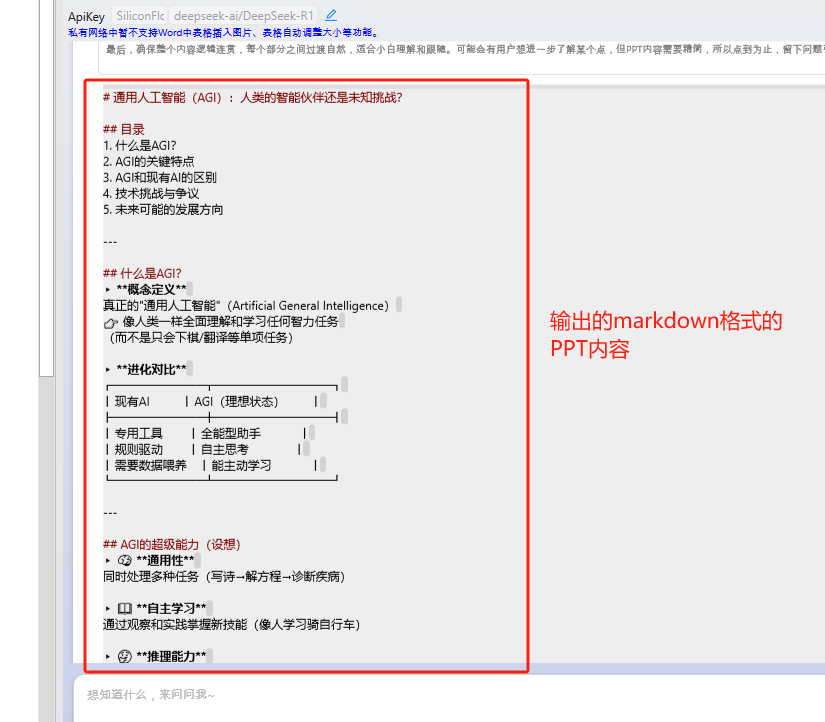 ApiKey SiliconFlc deepseek-ai/DeepSeek-R1
私有网络中暂不支持Word中表格插入图片、表格自动调整大小等功能。
最后，确保整个内容逻辑连贯，每个部分之间过渡自然，适合小白理解和跟随。可能会有用户想进一步了解某个点，但PPT内容需要精简，所以点到为止，留下问题
# 通用人工智能（AGI）：人类的智能伙伴还是未知挑战？
## 目录
1. 什么是AGI？
2. AGI的关键特点
3. AGI和现有AI的区别
4. 技术挑战与争议
5. 未来可能的发展方向
---
## 什么是AGI？
▸ **概念定义**
真正的"通用人工智能"（Artificial General Intelligence）
👉 像人类一样全面理解和学习任何智力任务
（而不是只会下棋/翻译等单项任务）
▸ **进化对比**
| 现有AI | AGI（理想状态） |
| 专用工具 | 全能型助手 |
| 规则驱动 | 自主思考 |
| 需要数据喂养 | 能主动学习 |
---
## AGI的超级能力（设想）
▸ **通用性**
同时处理多种任务（写诗→解方程→诊断疾病）
▸ 📖 **自主学习**
通过观察和实践掌握新技能（像人学习骑自行车）
▸ **推理能力**
输出的markdown格式的
PPT内容
想知道什么，来问问我~